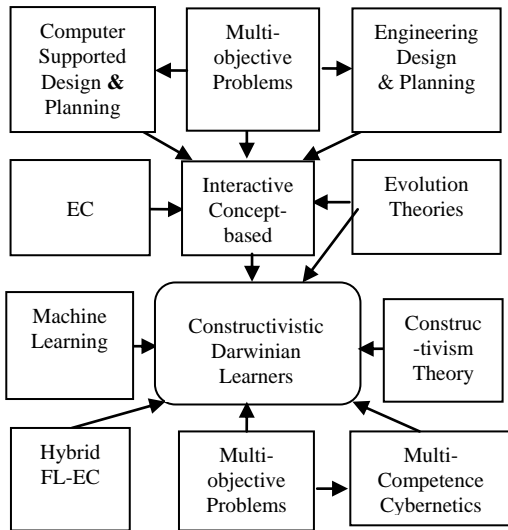 Computer
Supported
Design &
Planning
Multi-
objective
Problems
Engineering
Design
& Planning
EC
Interactive
Concept-
based
Evolution
Theories
Machine
Learning
Constructivistic
Darwinian
Learners
Construc
-tivism
Theory
Hybrid
FL-EC
Multi-
objective
Problems
Multi-
Competence
Cybernetics